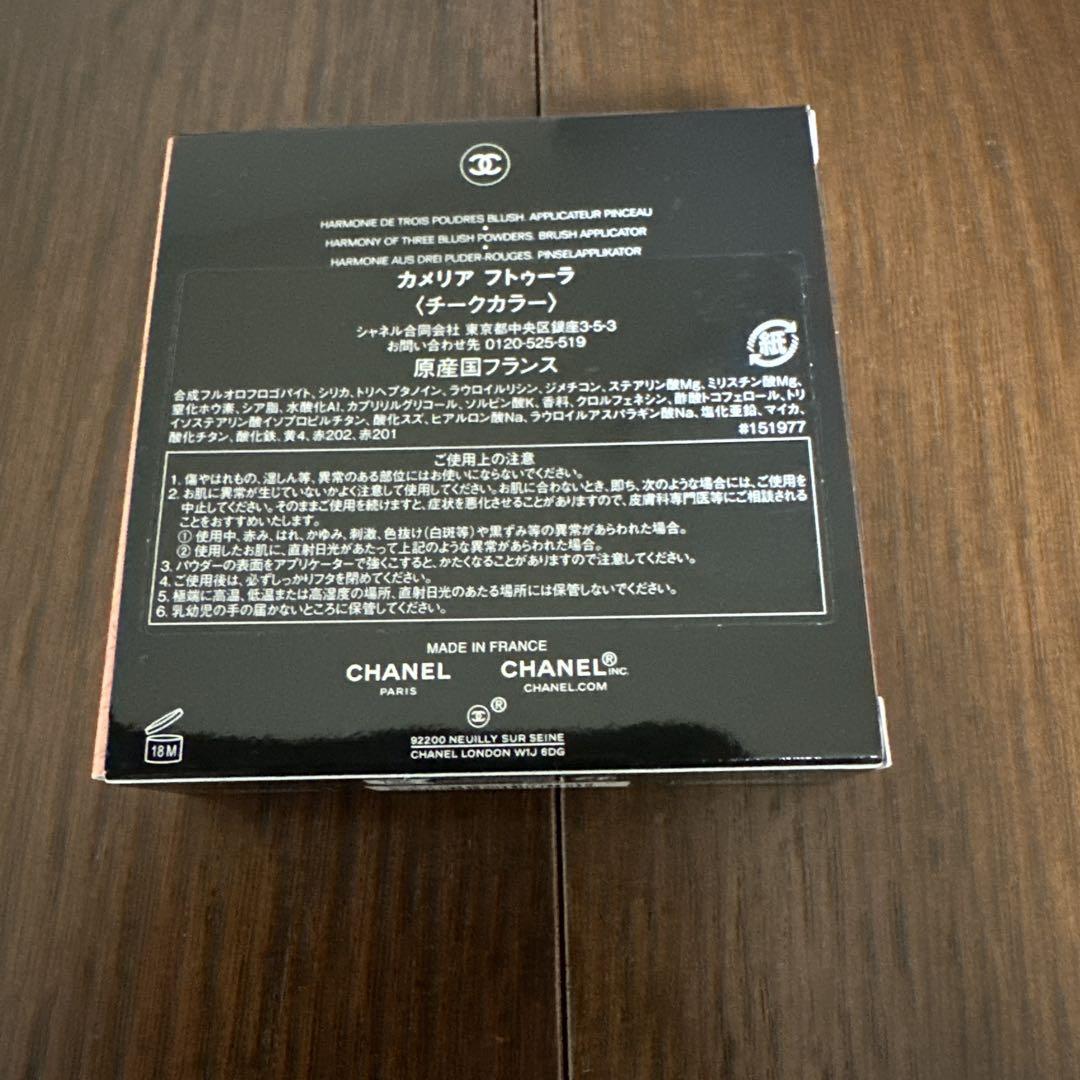 HARMONIE DE TROIS POUDRES BLUSH. APPLICATEUR PINCEAU
HARMONY OF THREE BLUSH POWDERS. BRUSH APPLICATOR
HARMONIE AUS DREI PUDER-ROUGES. PINSELAPPLIKATOR
カメリア フトゥーラ
〈チークカラー〉
シャネル合同会社 東京都中央区銀座3-5-3
お問い合わせ先 0120-525-519
紙
原産国フランス
合成フルオロフロゴパイト、シリカ、トリヘプタノイン、ラウロイルリシン、ジメチコン、ステアリン酸Mg、ミリスチン酸Mg、
窒化ホウ素、シア脂、水酸化Al、カプリリルグリコール、ソルビン酸K、香料、クロルフェネシン、酢酸トコフェロール、トリ
イソステアリン酸イソプロピルチタン、酸化スズ、ヒアルロン酸Na、ラウロイルアスパラギン酸Na、塩化亜鉛、マイカ、
酸化チタン、酸化鉄、黄4、赤202、赤201
#151977
ご使用上の注意
1. 傷やはれもの、湿しん等、異常のある部位にはお使いにならないでください。
2. お肌に異常が生じていないかよく注意して使用してください。お肌に合わないとき、即ち、次のような場合には、ご使用を
中止してください。そのままご使用を続けますと、症状を悪化させることがありますので、皮膚科専門医等にご相談される
ことをおすすめいたします。
① 使用中、赤み、はれ、かゆみ、刺激、色抜け(白斑等)や黒ずみ等の異常があらわれた場合。
② 使用したお肌に、直射日光があたって上記のような異常があらわれた場合。
3. パウダーの表面をアプリケーターで強くこすると、かたくなることがありますので注意してください。
4. ご使用後は、必ずしっかりフタを閉めてください。
5. 極端に高温、低温または高湿度の場所、直射日光のあたる場所には保管しないでください。
6. 乳幼児の手の届かないところに保管してください。
MADE IN FRANCE
CHANEL CHANEL® INC.
PARIS CHANEL.COM
®
18 M
92200 NEUILLY SUR SEINE
CHANEL LONDON W1J 6DG